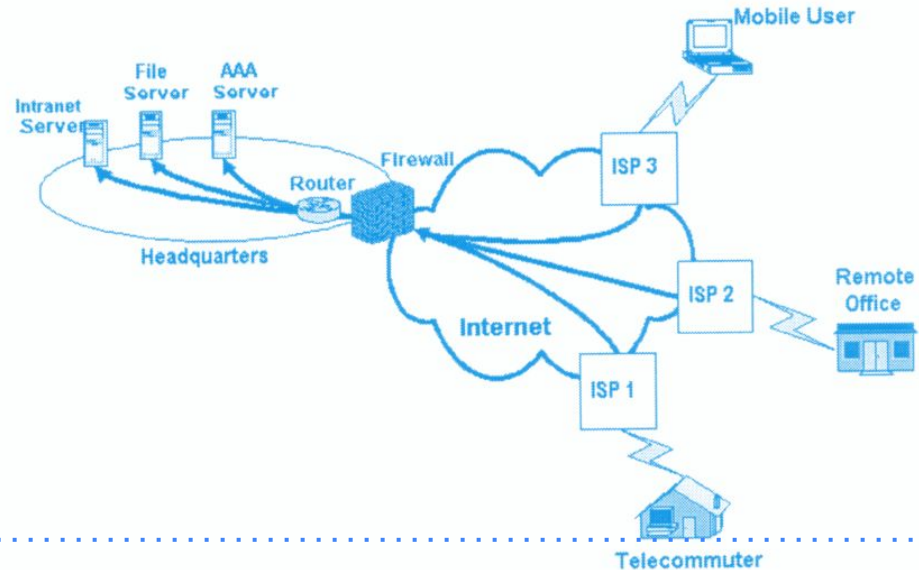 Mobile User
File
Server
AAA
Server
Intranet
Server
Firewall
Router
ISP 3
Headquarters
ISP 2
Remote
Office
Internet
ISP 1
Telecommuter